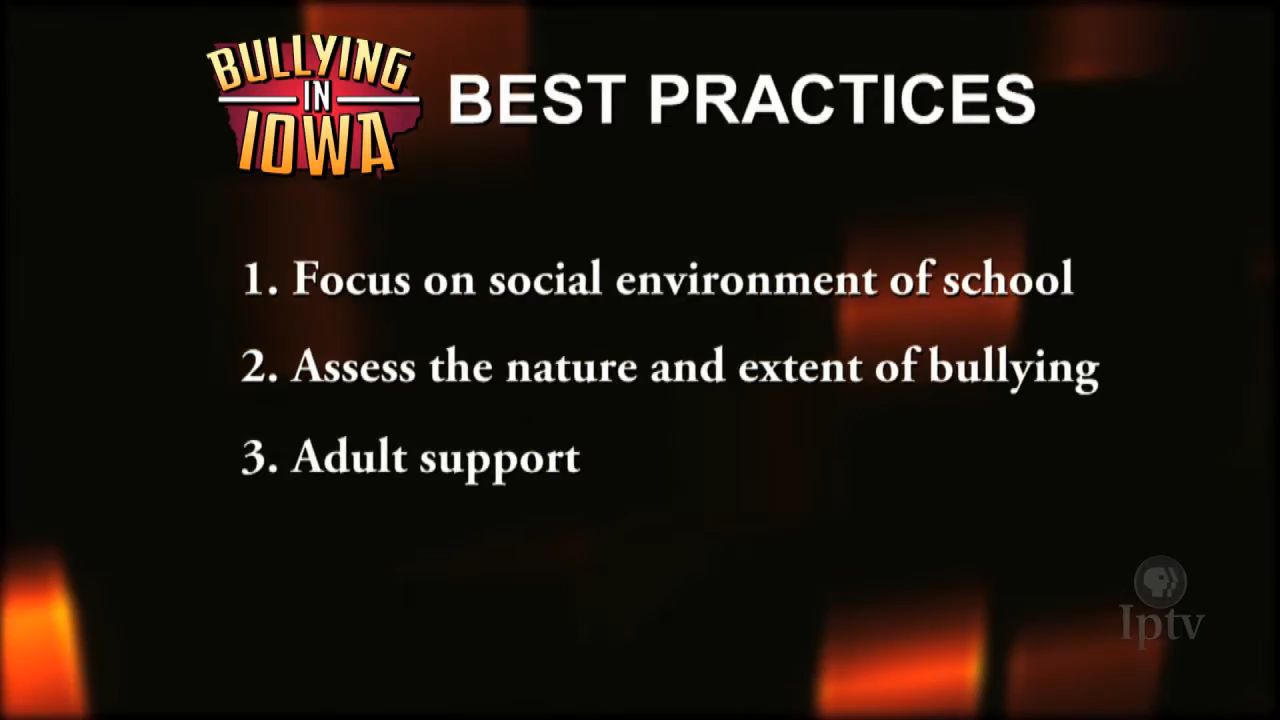 BULLYING
IN
IOWA
BEST PRACTICES
1. Focus on social environment of school
2. Assess the nature and extent of bullying
3. Adult support
Iptv